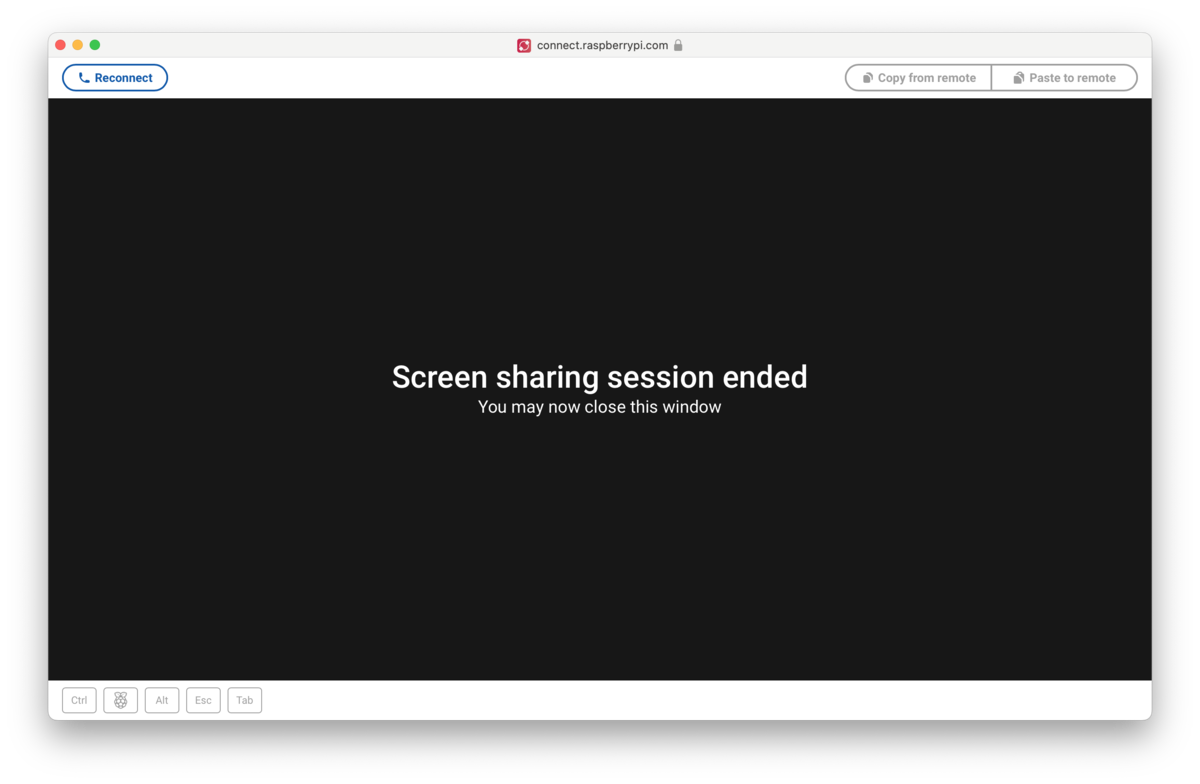 connect.raspberrypi.com
Reconnect
Copy from remote
Paste to remote
Screen sharing session ended
You may now close this window
Ctrl
Alt
Esc
Tab